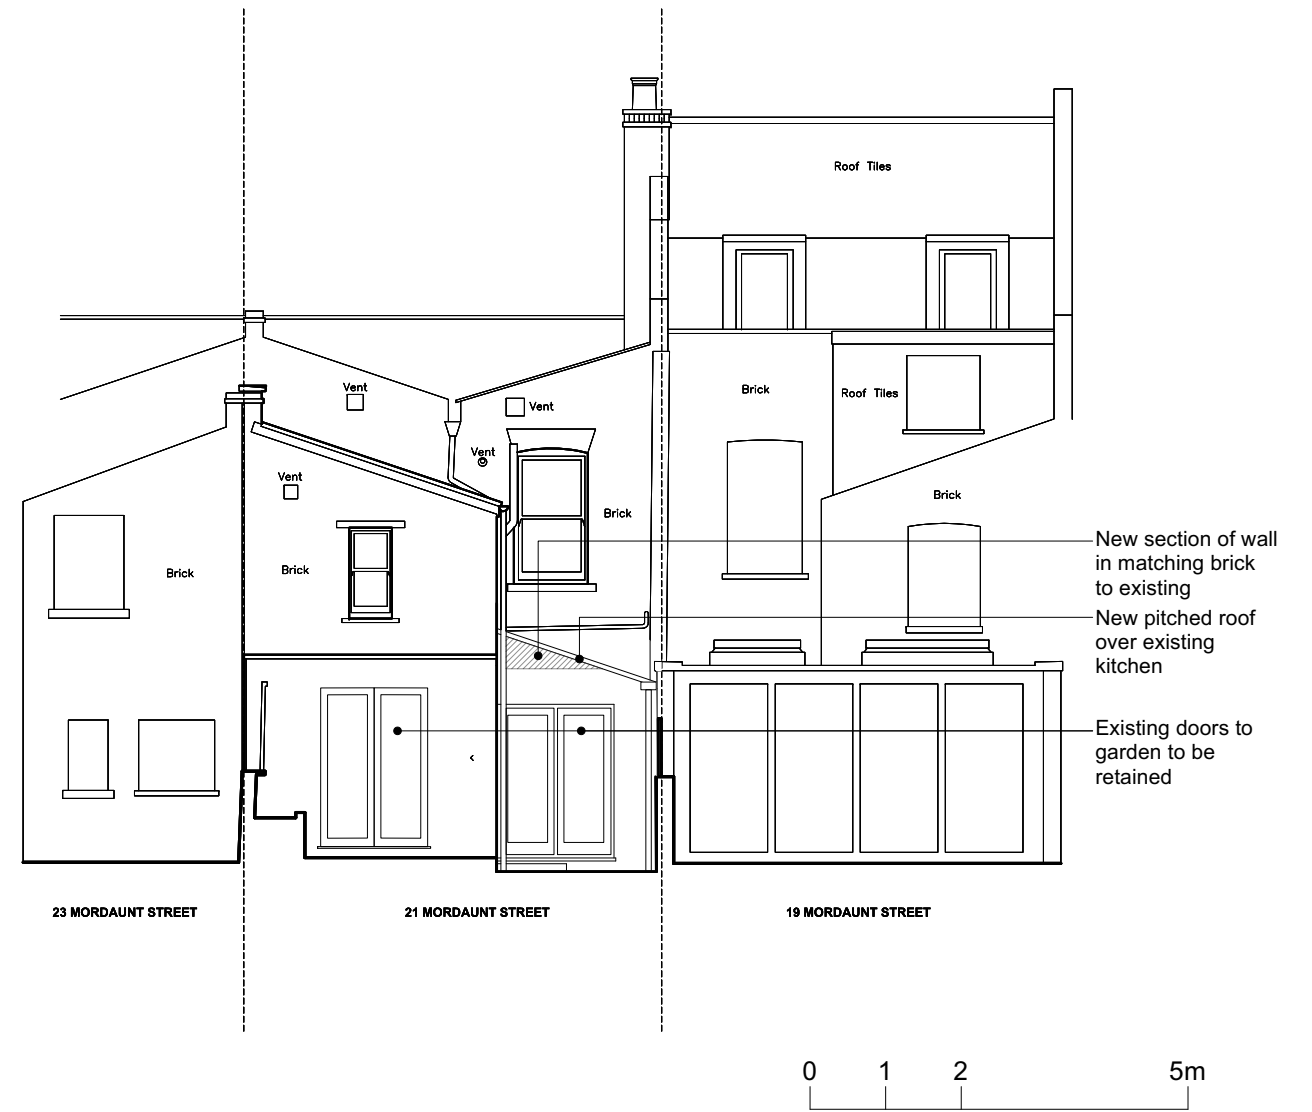 Roof Tiles
Vent
Brick
Roof Tiles
Vent
Vent
Vent
Brick
Brick
Brick
Brick
New section of wall
in matching brick
to existing
New pitched roof
over existing
kitchen
Existing doors to
garden to be
retained
23 MORDAUNT STREET
21 MORDAUNT STREET
19 MORDAUNT STREET
0 1 2 5m